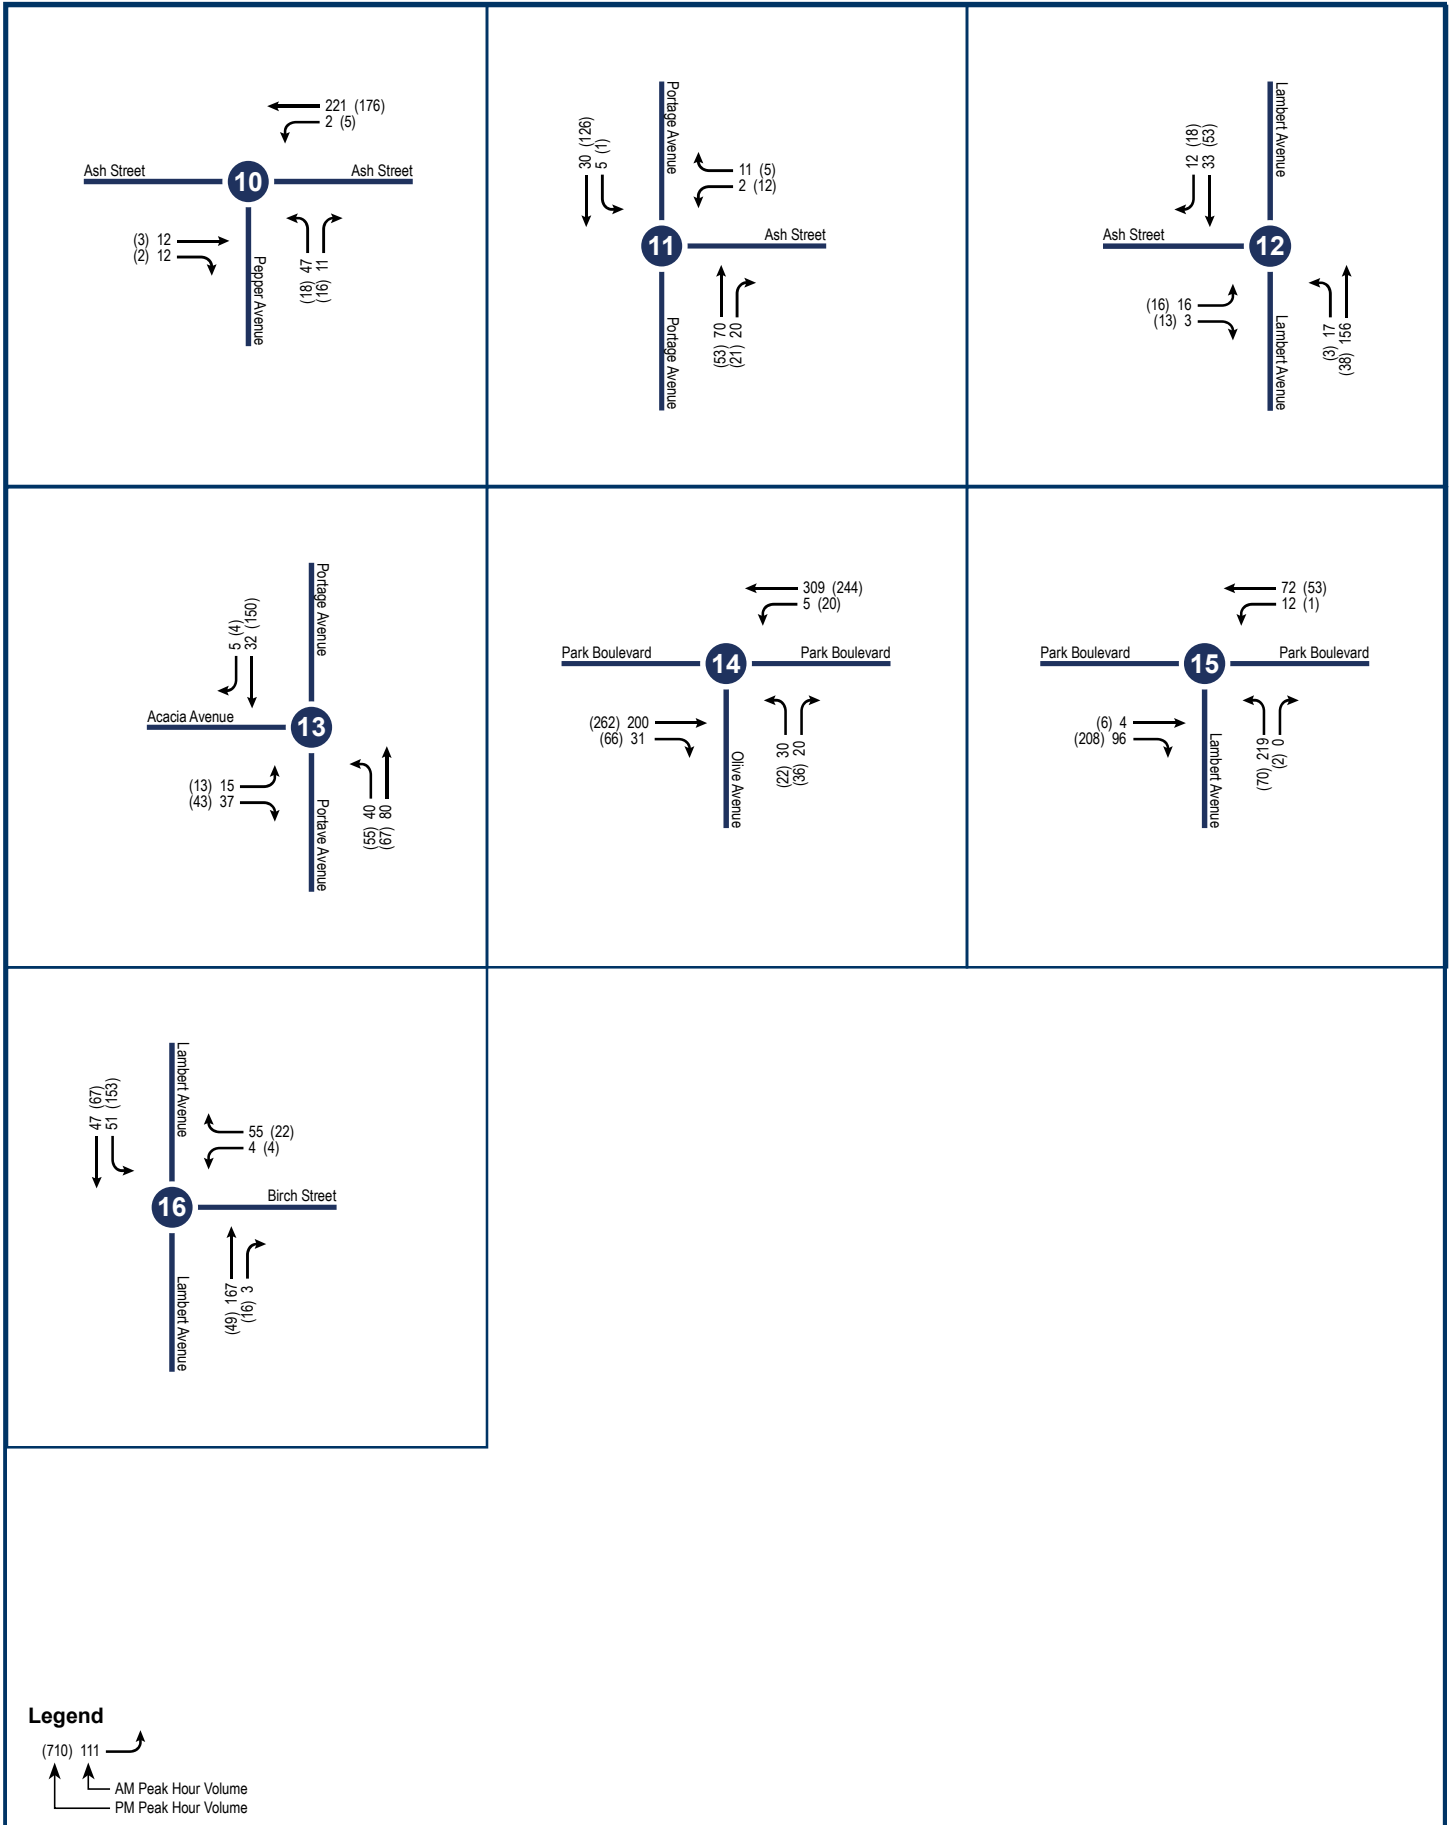 221 (176)
2 (5)
Ash Street
10
Ash Street
(3) 12
(2) 12
Pepper Avenue
(18) 47
(16) 11
30 (126)
5 (1)
Portage Avenue
11 (5)
2 (12)
11
Ash Street
(53) 70
(21) 20
Portage Avenue
12 (18)
33 (53)
Lambert Avenue
Ash Street
12
(16) 16
(13) 3
Lambert Avenue
(3) 17
(38) 156
5 (4)
32 (150)
Portage Avenue
Acacia Avenue
13
(13) 15
(43) 37
Portave Avenue
(55) 40
(67) 80
309 (244)
5 (20)
Park Boulevard
14
Park Boulevard
(262) 200
(66) 31
Olive Avenue
(22) 30
(36) 20
72 (53)
12 (1)
Park Boulevard
15
Park Boulevard
(6) 4
(208) 96
Lambert Avenue
(70) 219
(2) 0
47 (67)
51 (153)
Lambert Avenue
55 (22)
4 (4)
16
Birch Street
Lambert Avenue
(49) 167
(16) 3
Legend
(710) 111
AM Peak Hour Volume
PM Peak Hour Volume